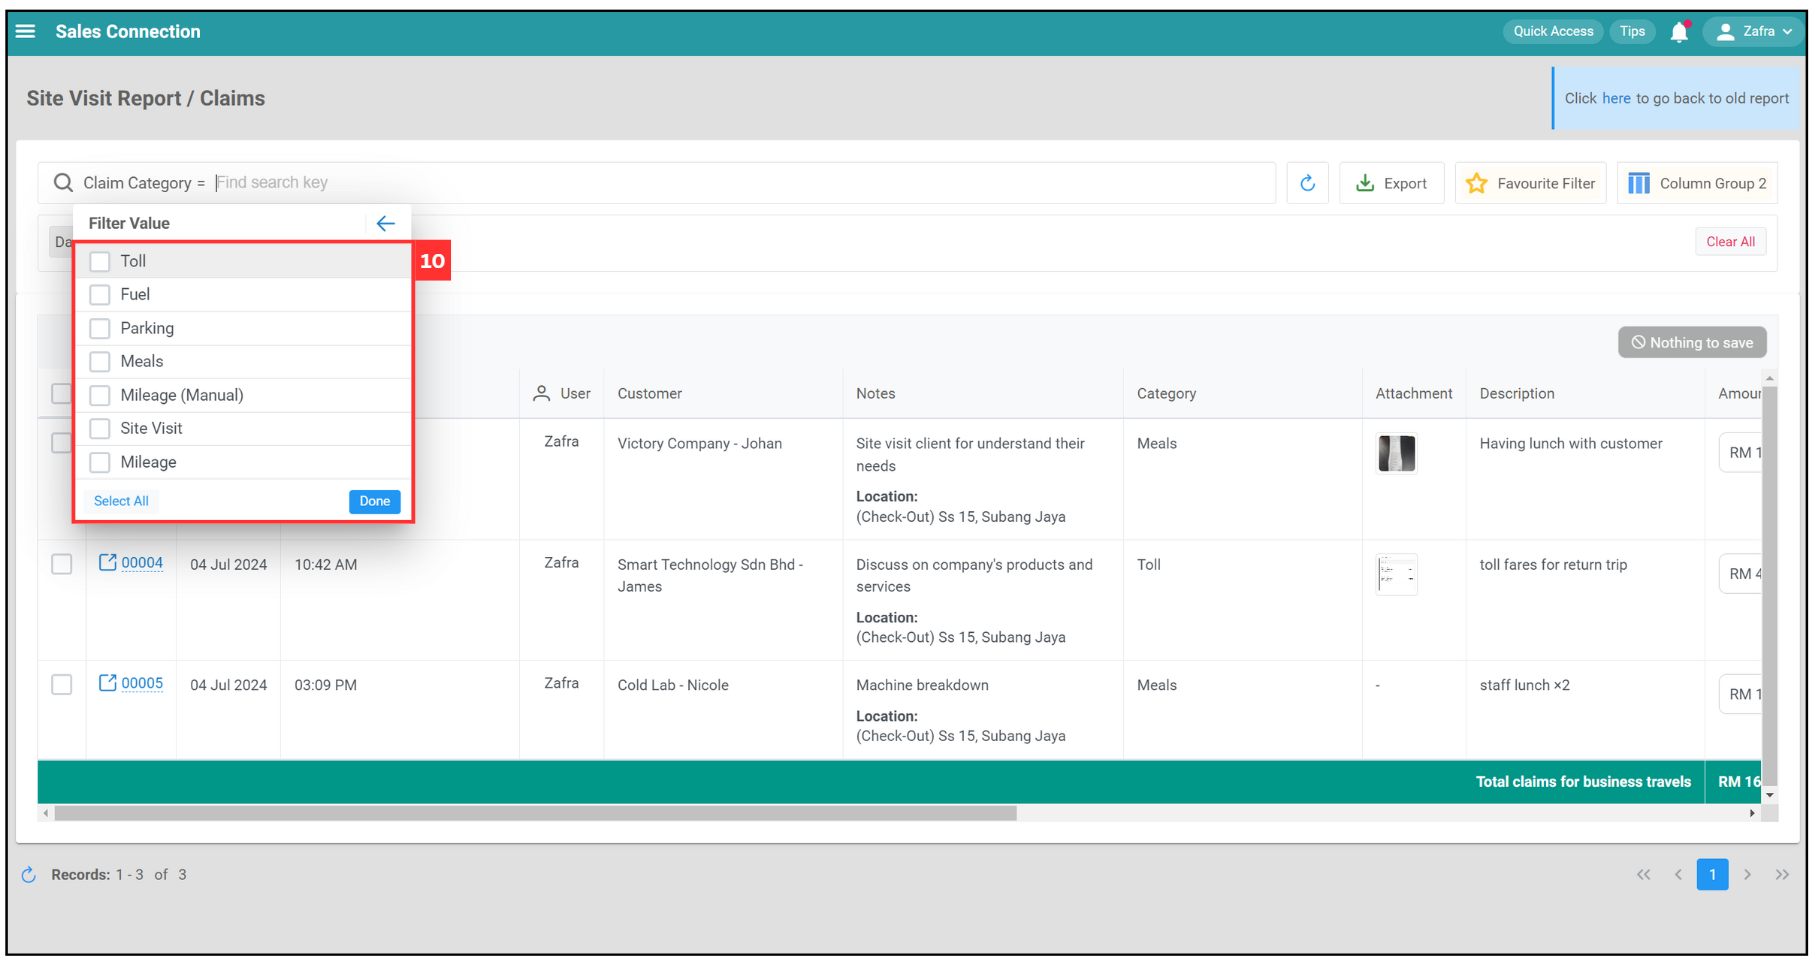 Sales Connection
Quick Access
Tips
Zafra
Site Visit Report / Claims
Click here to go back to old report
Claim Category = Find search key
Export
Favourite Filter
Column Group 2
Filter Value
Da
Clear All
10
Toll
Fuel
Parking
Meals
Mileage (Manual)
Site Visit
Mileage
Select All
Done
Nothing to save
User
Customer
Notes
Category
Attachment
Description
Amour
Zafra
Victory Company - Johan
Site visit client for understand their
needs
Location:
(Check-Out) Ss 15, Subang Jaya
Meals
Having lunch with customer
RM 1
00004
04 Jul 2024
10:42 AM
Zafra
Smart Technology Sdn Bhd -
James
Discuss on company's products and
services
Location:
(Check-Out) Ss 15, Subang Jaya
Toll
toll fares for return trip
RM 4
00005
04 Jul 2024
03:09 PM
Zafra
Cold Lab - Nicole
Machine breakdown
Location:
(Check-Out) Ss 15, Subang Jaya
Meals
-
staff lunch ×2
RM 1
Total claims for business travels
RM 16
Records: 1 - 3 of 3
1